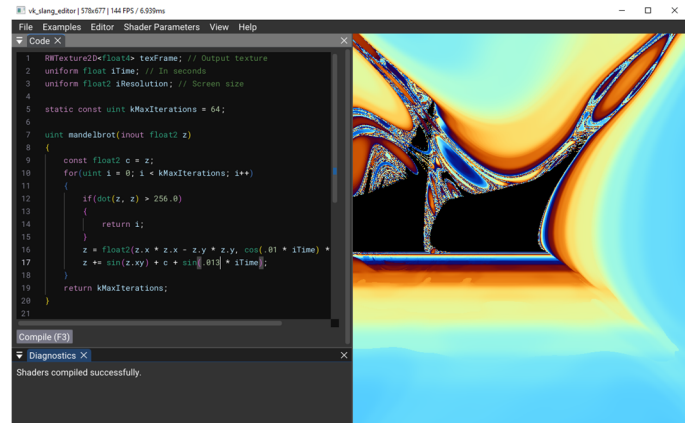 vk_slang_editor | 578x677 | 144 FPS / 6.939ms
File Examples Editor Shader Parameters View Help
Code
1 RWTexture2D<float4> texFrame; // Output texture
2 uniform float iTime; // In seconds
3 uniform float2 iResolution; // Screen size
4
5 static const uint kMaxIterations = 64;
6
7 uint mandelbrot(inout float2 z)
8 {
9 const float2 c = z;
10 for(uint i = 0; i < kMaxIterations; i++)
11 {
12 if(dot(z, z) > 256.0)
13 {
14 return i;
15 }
16 z = float2(z.x * z.x - z.y * z.y, cos(.01 * iTime) *
17 z += sin(z.xy) + c + sin(.013 * iTime);
18 }
19 return kMaxIterations;
20 }
21
Compile (F3)
Diagnostics
Shaders compiled successfully.